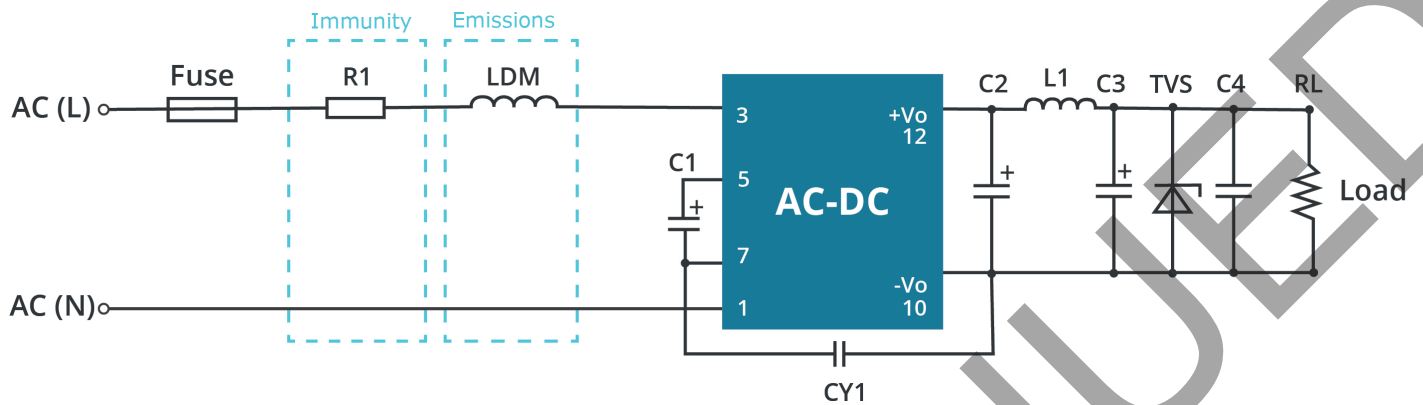 Immunity
Emissions
Fuse
R1
LDM
C2
L1
C3
TVS
C4
RL
AC (L)
3
+Vo
12
C1
5
+
+
+
AC-DC
Load
7
-Vo
AC (N)
1
10
CY1
UED